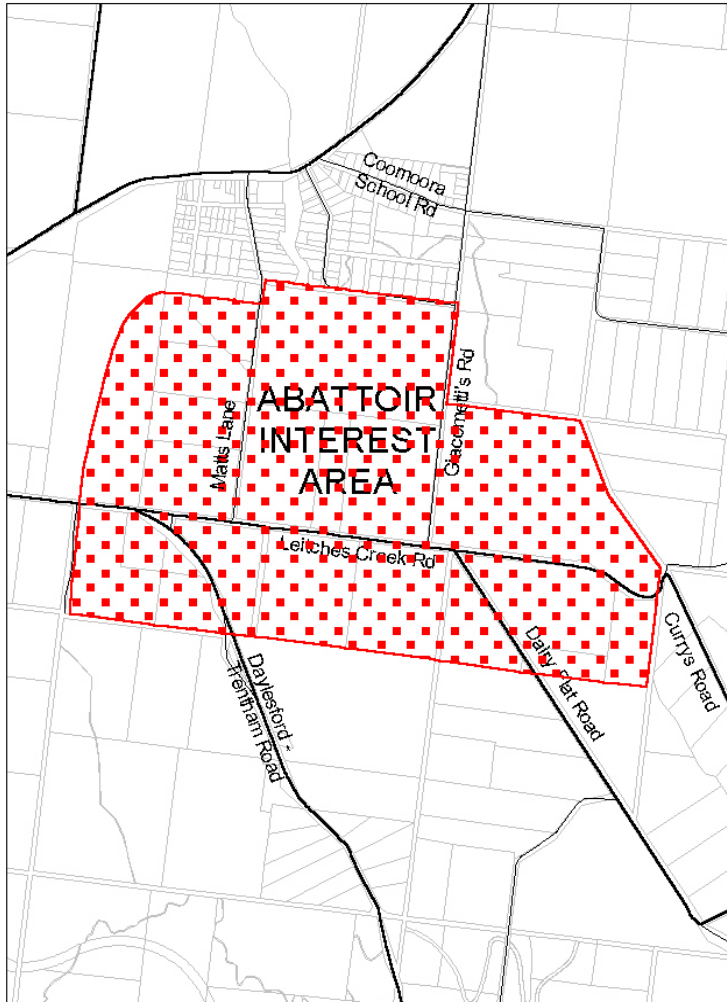 Coomoora
School Rd
ABATTOIR
INTEREST
AREA
Matts Lane
Giacometti's Rd
Leitches Creek Rd
Dairy Flat Road
Currys Road
Daylesford -
Trentham Road